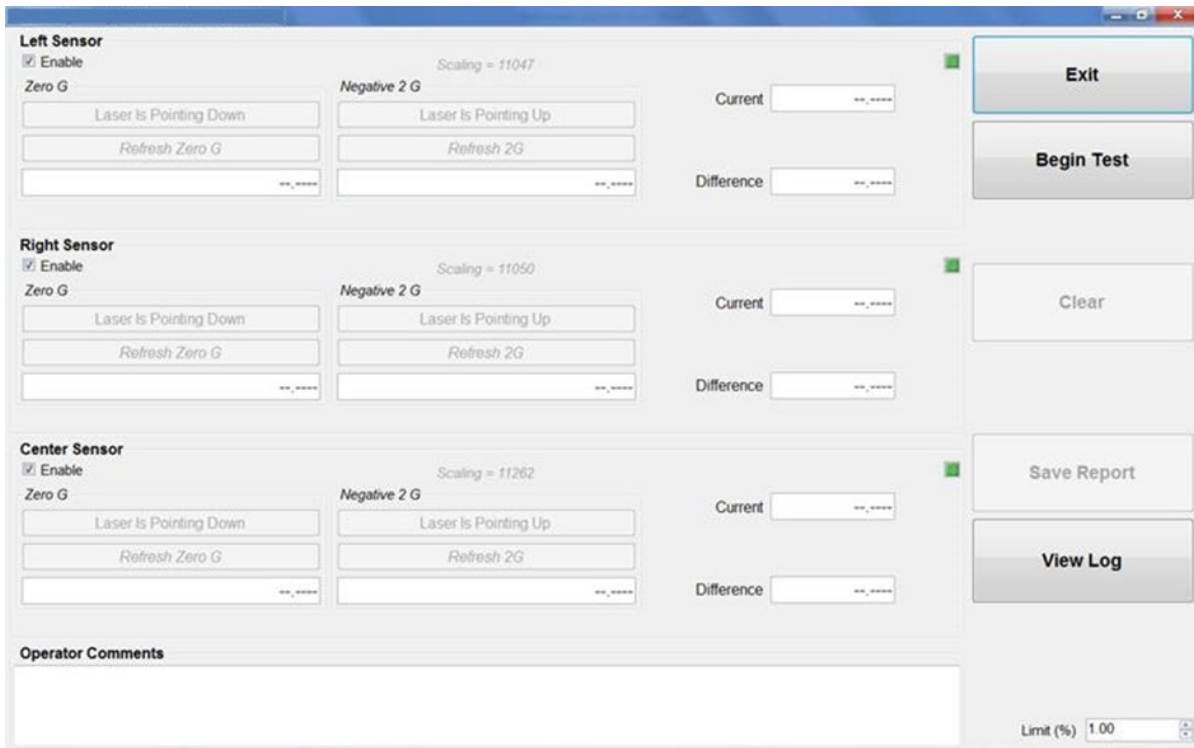 Left Sensor
Enable
Scaling = 11047
Zero G
Negative 2 G
Laser Is Pointing Down
Laser Is Pointing Up
Refresh Zero G
Refresh 2G
--.----
--.----
Current --.----
Difference --.----
Right Sensor
Enable
Scaling = 11050
Zero G
Negative 2 G
Laser Is Pointing Down
Laser Is Pointing Up
Refresh Zero G
Refresh 2G
--.----
--.----
Current --.----
Difference --.----
Center Sensor
Enable
Scaling = 11262
Zero G
Negative 2 G
Laser Is Pointing Down
Laser Is Pointing Up
Refresh Zero G
Refresh 2G
--.----
--.----
Current --.----
Difference --.----
Operator Comments
Exit
Begin Test
Clear
Save Report
View Log
Limit (%) 1.00